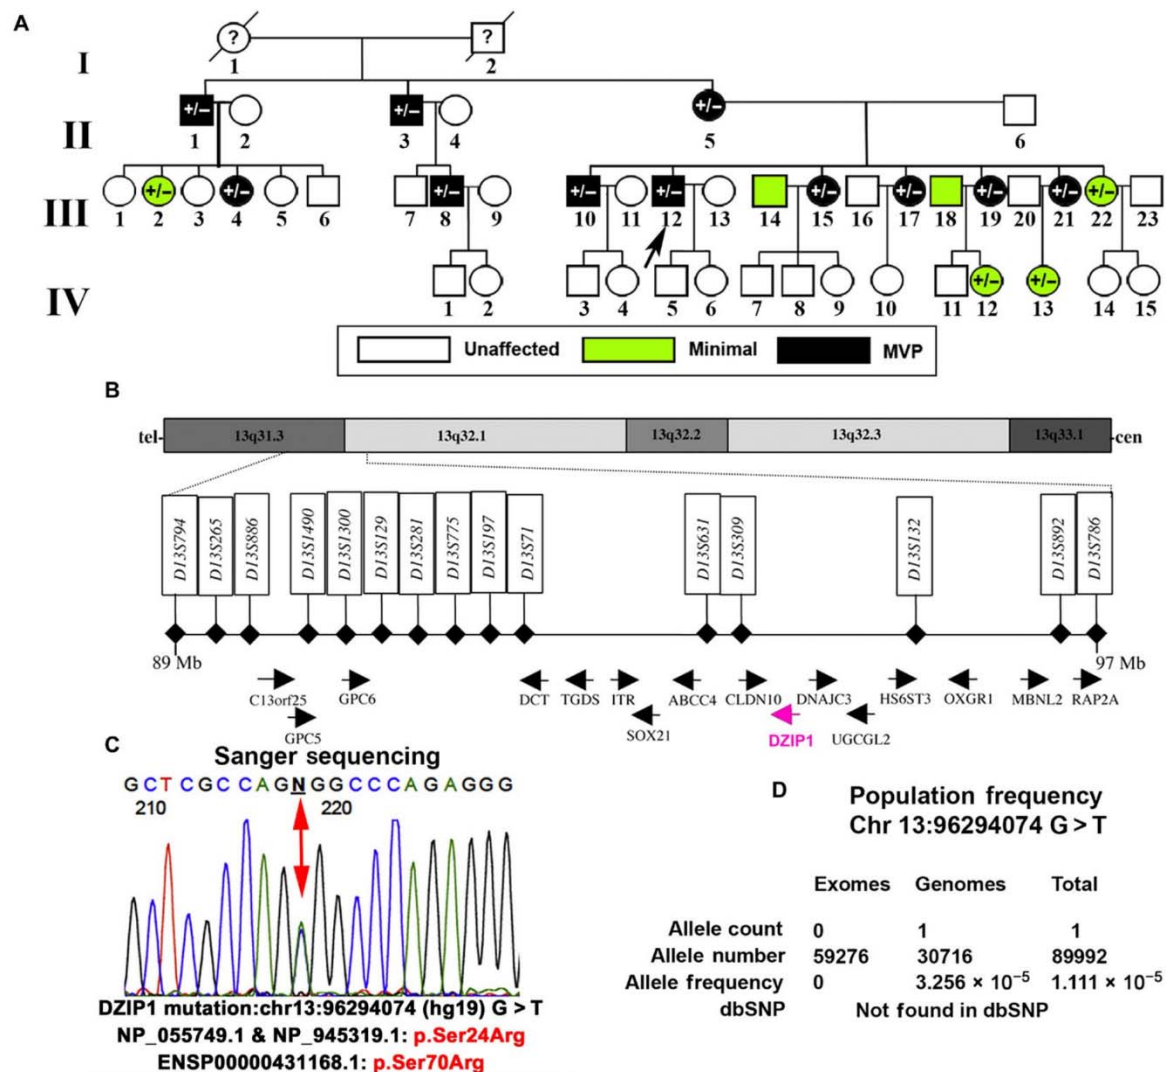 A
? ?
I 1 2
+/– +/– +/–
II 1 2 3 4 5 6
+/– +/– +/– +/– +/– +/– +/– +/– +/– +/–
III 1 2 3 4 5 6 7 8 9 10 11 12 13 14 15 16 17 18 19 20 21 22 23
+/– +/–
IV 1 2 3 4 5 6 7 8 9 10 11 12 13 14 15
Unaffected Minimal MVP
B
tel- 13q31.3 13q32.1 13q32.2 13q32.3 13q33.1 -cen
D13S794 D13S265 D13S886 D13S1490 D13S1300 D13S129 D13S281 D13S775 D13S197 D13S71 D13S631 D13S309 D13S132 D13S892 D13S786
89 Mb 97 Mb
C13orf25 GPC6 DCT TGDS ITR ABCC4 CLDN10 DNAJC3 HS6ST3 OXGR1 MBNL2 RAP2A
GPC5 SOX21 DZIP1 UGCGL2
C
Sanger sequencing
G C T C G C C A G N G G C C C A G A G G G
210 220
DZIP1 mutation:chr13:96294074 (hg19) G > T
NP_055749.1 & NP_945319.1: p.Ser24Arg
ENSP00000431168.1: p.Ser70Arg
D
Population frequency
Chr 13:96294074 G > T
Exomes Genomes Total
Allele count 0 1 1
Allele number 59276 30716 89992
Allele frequency 0 3.256 × 10⁻⁵ 1.111 × 10⁻⁵
dbSNP Not found in dbSNP